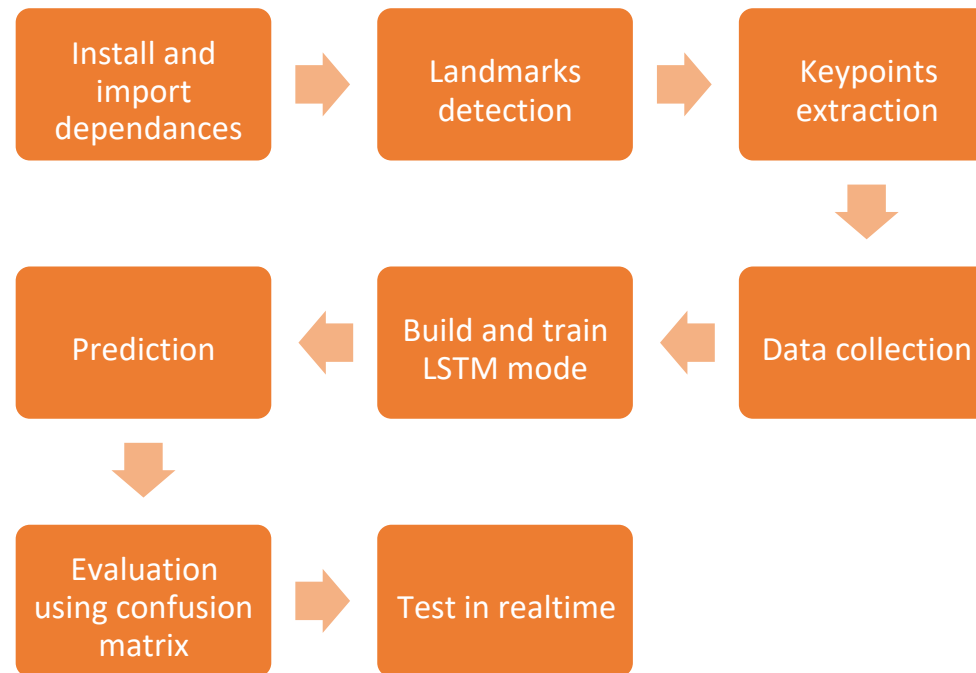 Install and
import
dependances
Landmarks
detection
Keypoints
extraction
Data collection
Build and train
LSTM mode
Prediction
Evaluation
using confusion
matrix
Test in realtime